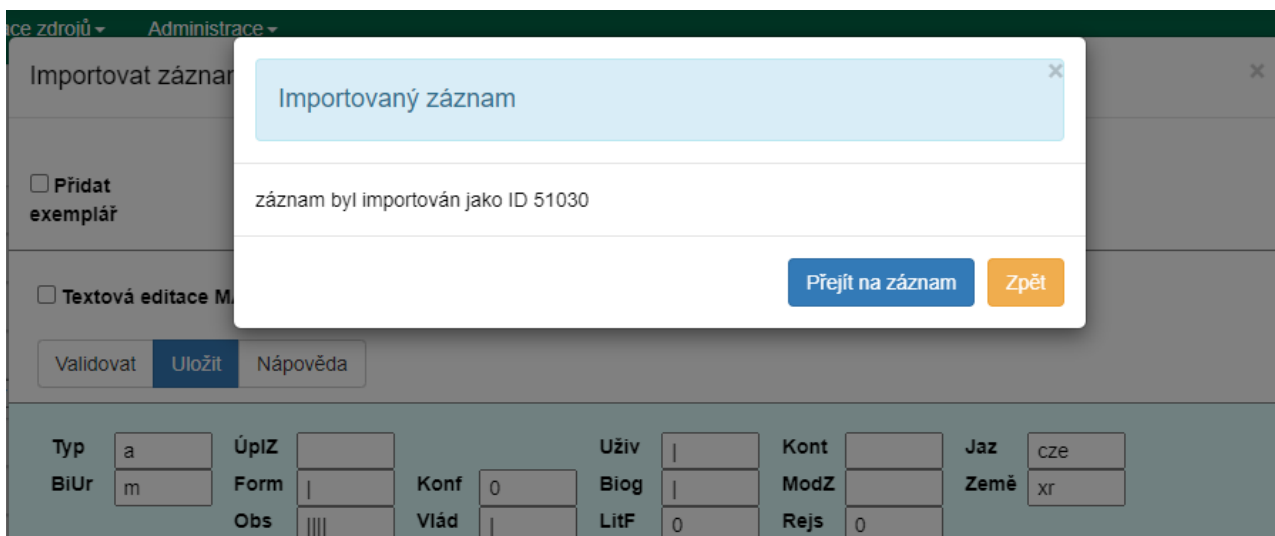 ce zdrojů Administrace
Importovat záznam ×
Importovaný záznam ×
záznam byl importován jako ID 51030
Přejít na záznam Zpět
Přidat
exemplář
Textová editace
Validovat Uložit Nápověda
Typ a ÚplZ Uživ | Kont Jaz cze
BiUr m Form | Konf 0 Biog | ModZ Země xr
Obs |||| Vlád | LitF 0 Rejs 0